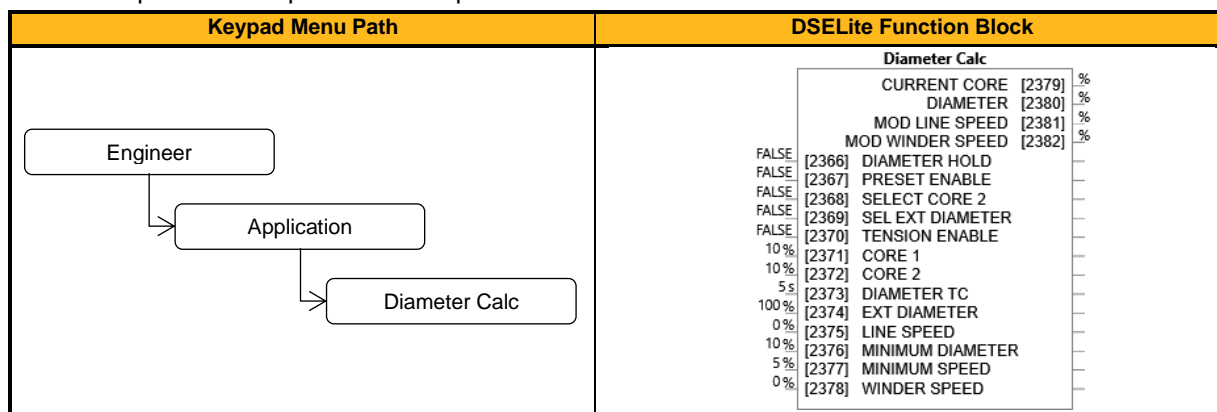 Keypad Menu Path
DSELite Function Block
Engineer
Application
Diameter Calc
Diameter Calc
CURRENT CORE [2379] %
DIAMETER [2380] %
MOD LINE SPEED [2381] %
MOD WINDER SPEED [2382] %
FALSE [2366] DIAMETER HOLD
FALSE [2367] PRESET ENABLE
FALSE [2368] SELECT CORE 2
FALSE [2369] SEL EXT DIAMETER
FALSE [2370] TENSION ENABLE
10% [2371] CORE 1
10% [2372] CORE 2
5s [2373] DIAMETER TC
100% [2374] EXT DIAMETER
0% [2375] LINE SPEED
10% [2376] MINIMUM DIAMETER
5% [2377] MINIMUM SPEED
0% [2378] WINDER SPEED